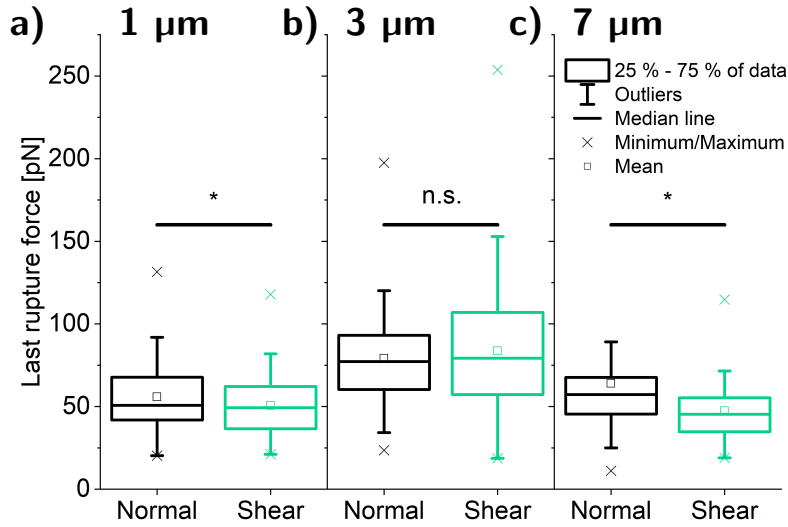 a) 1 µm b) 3 µm c) 7 µm
25 % - 75 % of data
Outliers
Median line
Minimum/Maximum
Mean
Last rupture force [pN]
250
200
150
100
50
0
*
n.s.
*
Normal Shear Normal Shear Normal Shear